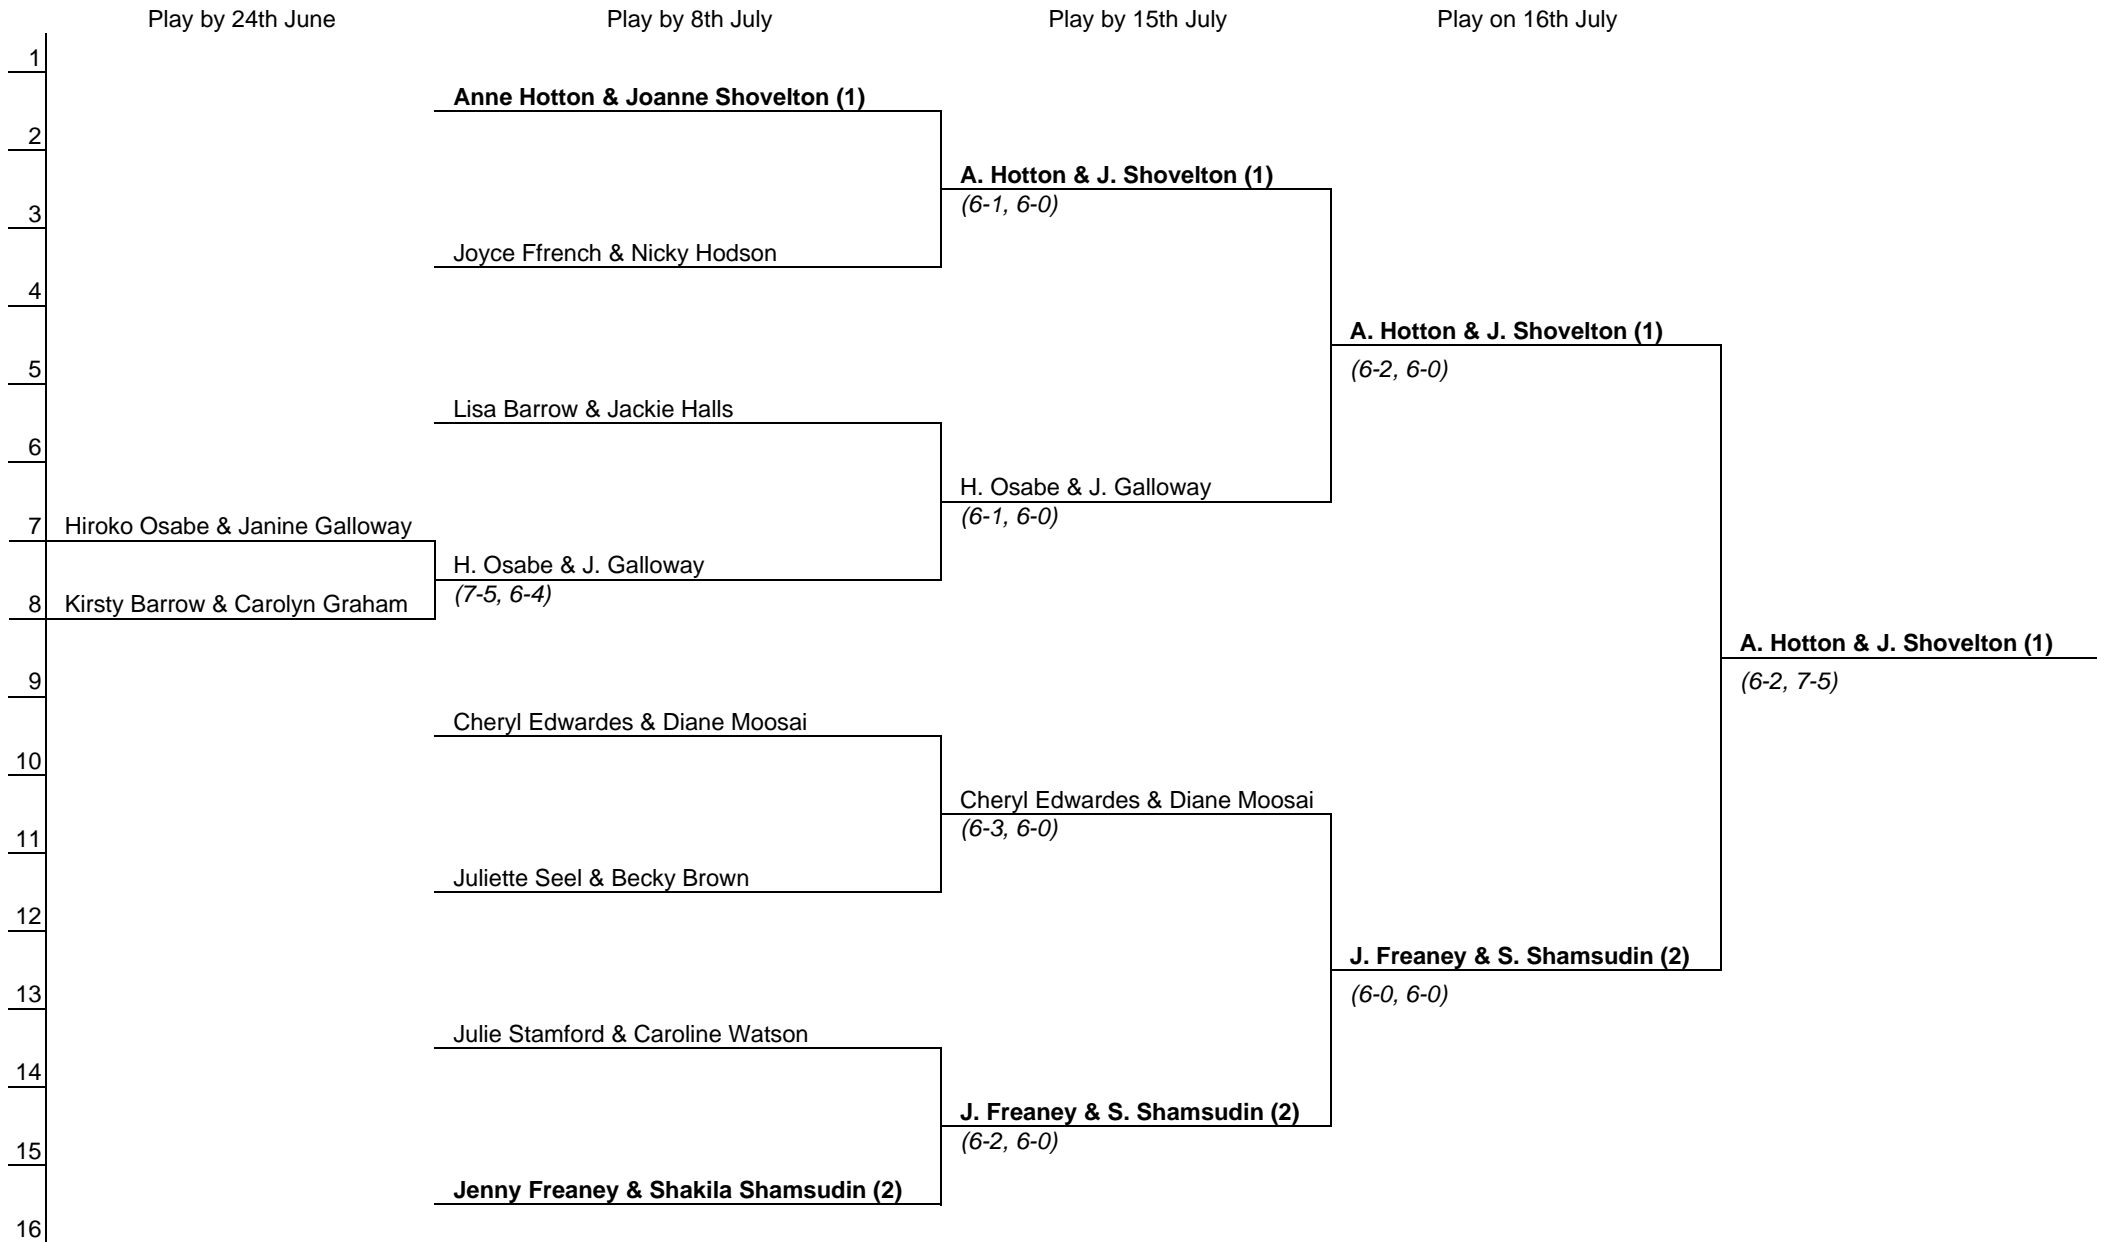 Play by 24th June Play by 8th July Play by 15th July Play on 16th July
1
Anne Hotton & Joanne Shovelton (1)
2
A. Hotton & J. Shovelton (1)
(6-1, 6-0)
3
Joyce Ffrench & Nicky Hodson
4
A. Hotton & J. Shovelton (1)
(6-2, 6-0)
5
Lisa Barrow & Jackie Halls
6
H. Osabe & J. Galloway
(6-1, 6-0)
7 Hiroko Osabe & Janine Galloway
H. Osabe & J. Galloway
(7-5, 6-4)
8 Kirsty Barrow & Carolyn Graham
A. Hotton & J. Shovelton (1)
(6-2, 7-5)
9
Cheryl Edwardes & Diane Moosai
10
Cheryl Edwardes & Diane Moosai
(6-3, 6-0)
11
Juliette Seel & Becky Brown
12
J. Freaney & S. Shamsudin (2)
(6-0, 6-0)
13
Julie Stamford & Caroline Watson
14
J. Freaney & S. Shamsudin (2)
(6-2, 6-0)
15
Jenny Freaney & Shakila Shamsudin (2)
16